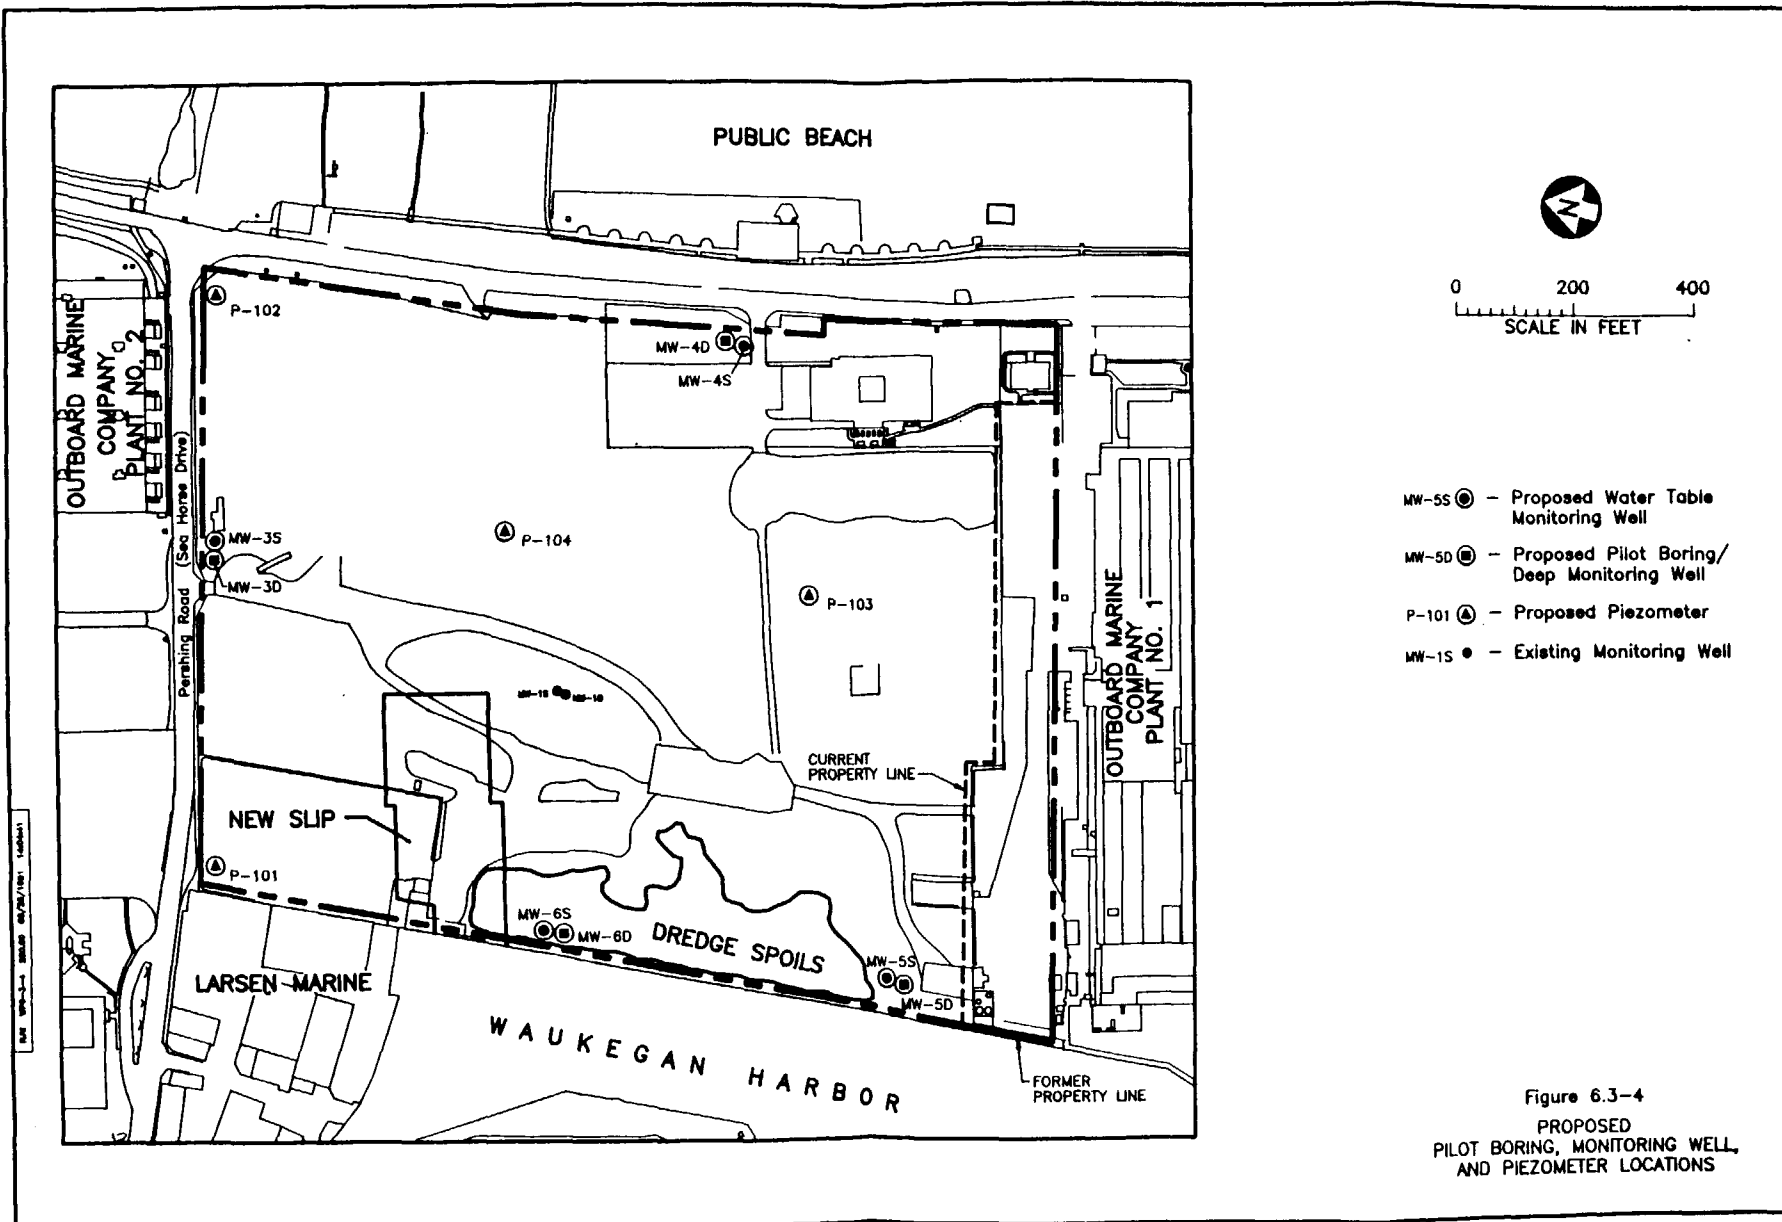 PUBLIC BEACH
N
0 200 400
SCALE IN FEET
P-102
OUTBOARD MARINE
COMPANY
PLANT NO. 2
MW-4D
MW-4S
Pershing Road (Sea Horse Drive)
MW-3S
MW-3D
P-104
P-103
MW-5S - Proposed Water Table
Monitoring Well
MW-5D - Proposed Pilot Boring/
Deep Monitoring Well
P-101 - Proposed Piezometer
MW-1S - Existing Monitoring Well
OUTBOARD MARINE
COMPANY
PLANT NO. 1
MW-1S
MW-1D
CURRENT
PROPERTY LINE
NEW SLIP
P-101
MW-6S
MW-6D
DREDGE SPOILS
MW-5S
MW-5D
LARSEN MARINE
WAUKEGAN HARBOR
FORMER
PROPERTY LINE
Figure 6.3-4
PROPOSED
PILOT BORING, MONITORING WELL,
AND PIEZOMETER LOCATIONS